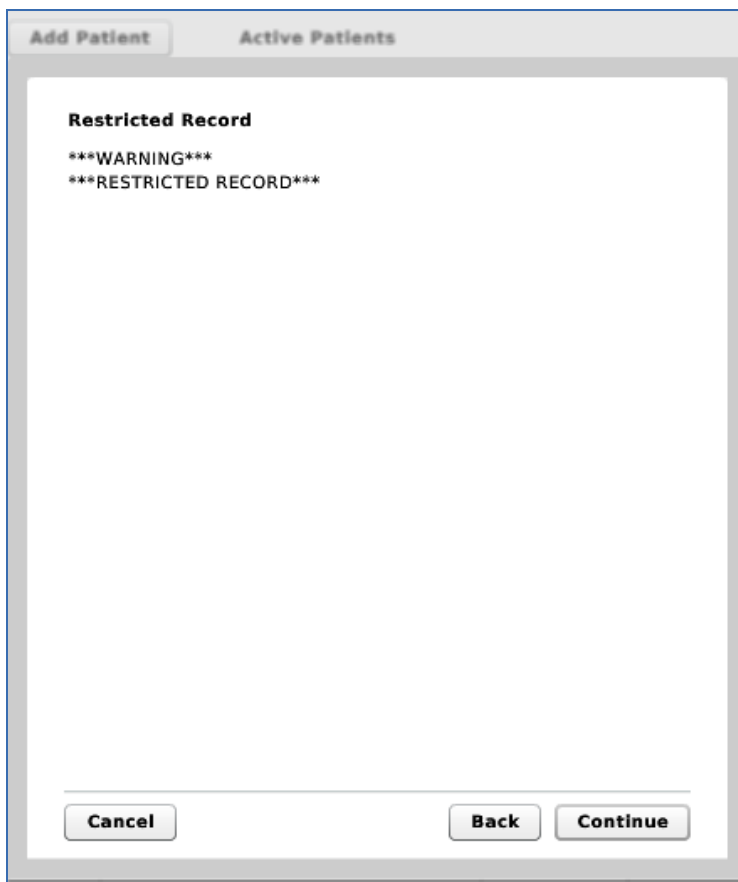 Add Patient Active Patients
Restricted Record
***WARNING***
***RESTRICTED RECORD***
Cancel Back Continue